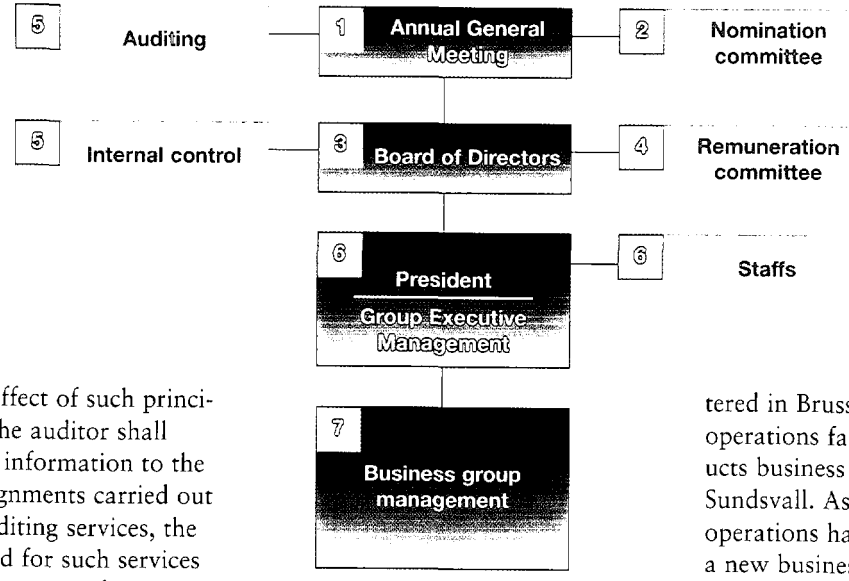 5
Auditing
1
Annual General
Meeting
2
Nomination
committee
5
Internal control
3
Board of Directors
4
Remuneration
committee
6
President
Group Executive
Management
6
Staffs
7
Business group
management
ffect of such princi-
he auditor shall
information to the
gnments carried out
diting services, the
d for such services
tered in Bruss
operations fa
ucts business
Sundsvall. As
operations ha
a new busine